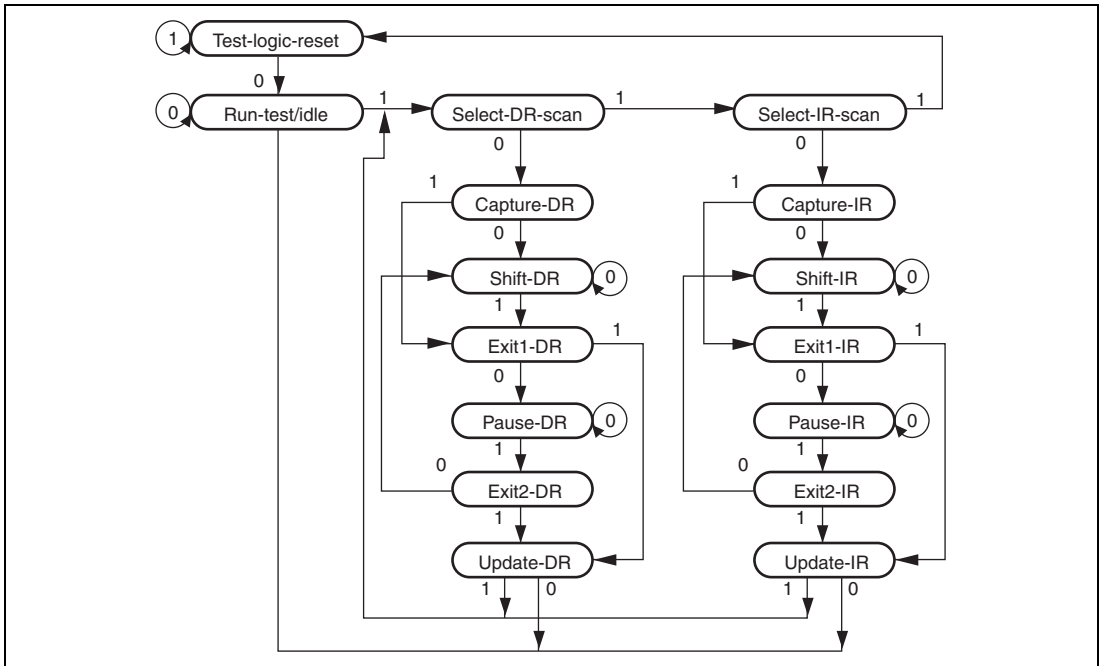 1 Test-logic-reset
0
0 Run-test/idle 1 Select-DR-scan 1 Select-IR-scan 1
0 0
1 1
Capture-DR Capture-IR
0 0
Shift-DR 0 Shift-IR 0
1 1
Exit1-DR 1 Exit1-IR 1
0 0
Pause-DR 0 Pause-IR 0
1 1
0 0
Exit2-DR Exit2-IR
1 1
Update-DR Update-IR
1 0 1 0